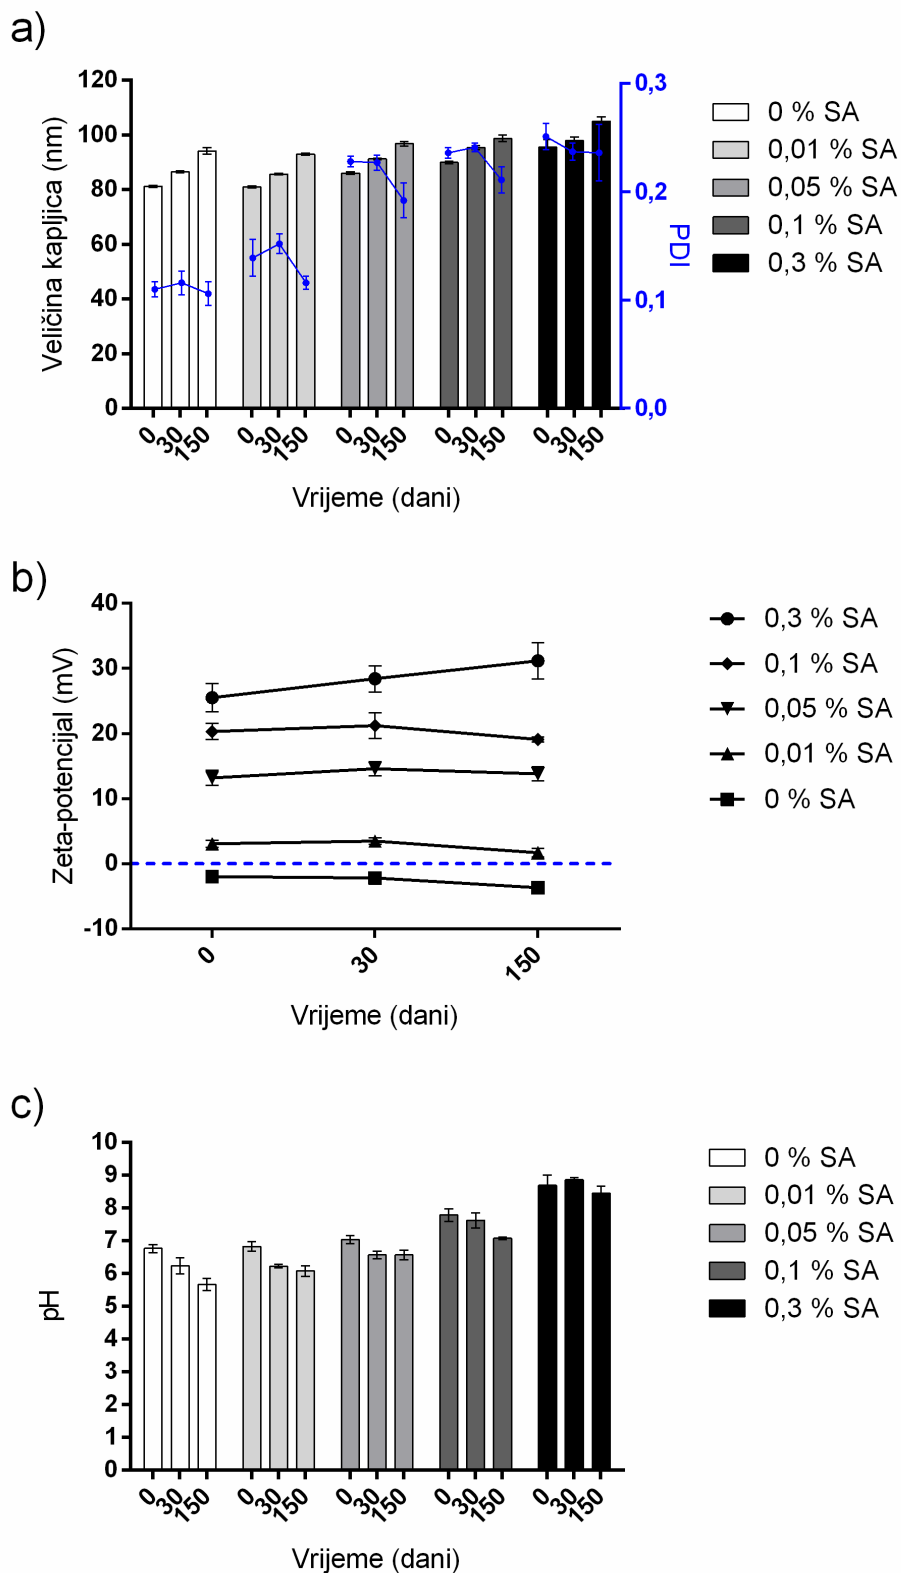 a)
120
100
80
60
40
20
0
Veličina kapljica (nm)
0,3
0,2
0,1
0,0
PDI
0 30 150 0 30 150 0 30 150 0 30 150 0 30 150
Vrijeme (dani)
0 % SA
0,01 % SA
0,05 % SA
0,1 % SA
0,3 % SA
b)
40
30
20
10
0
-10
Zeta-potencijal (mV)
0 30 150
Vrijeme (dani)
0,3 % SA
0,1 % SA
0,05 % SA
0,01 % SA
0 % SA
c)
10
9
8
7
6
5
4
3
2
1
0
pH
0 30 150 0 30 150 0 30 150 0 30 150 0 30 150
Vrijeme (dani)
0 % SA
0,01 % SA
0,05 % SA
0,1 % SA
0,3 % SA